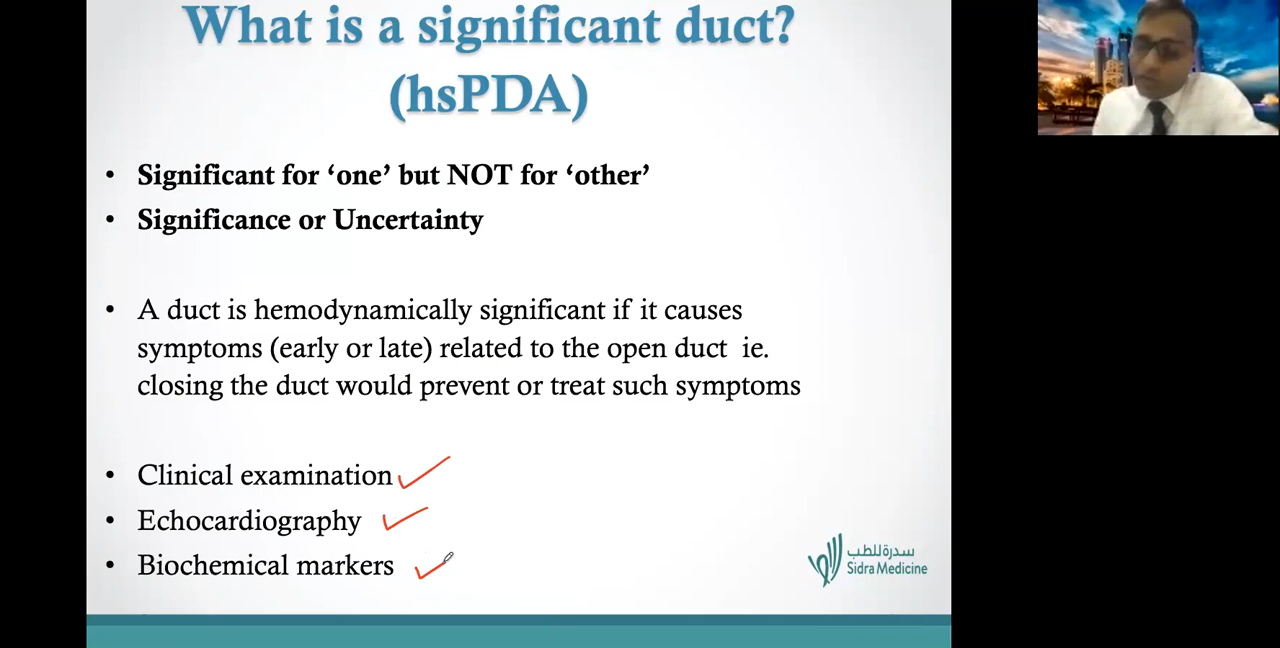 What is a significant duct?
(hsPDA)
• Significant for ‘one’ but NOT for ‘other’
• Significance or Uncertainty
• A duct is hemodynamically significant if it causes
symptoms (early or late) related to the open duct ie.
closing the duct would prevent or treat such symptoms
• Clinical examination
• Echocardiography
• Biochemical markers
سدرة للطب
Sidra Medicine